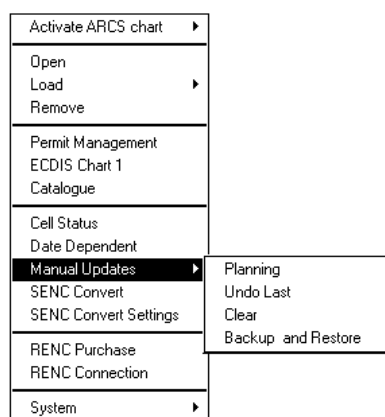 Activate ARCS chart
Open
Load
Remove
Permit Management
ECDIS Chart 1
Catalogue
Cell Status
Date Dependent
Manual Updates
Planning
SENC Convert
Undo Last
SENC Convert Settings
Clear
Backup and Restore
RENC Purchase
RENC Connection
System